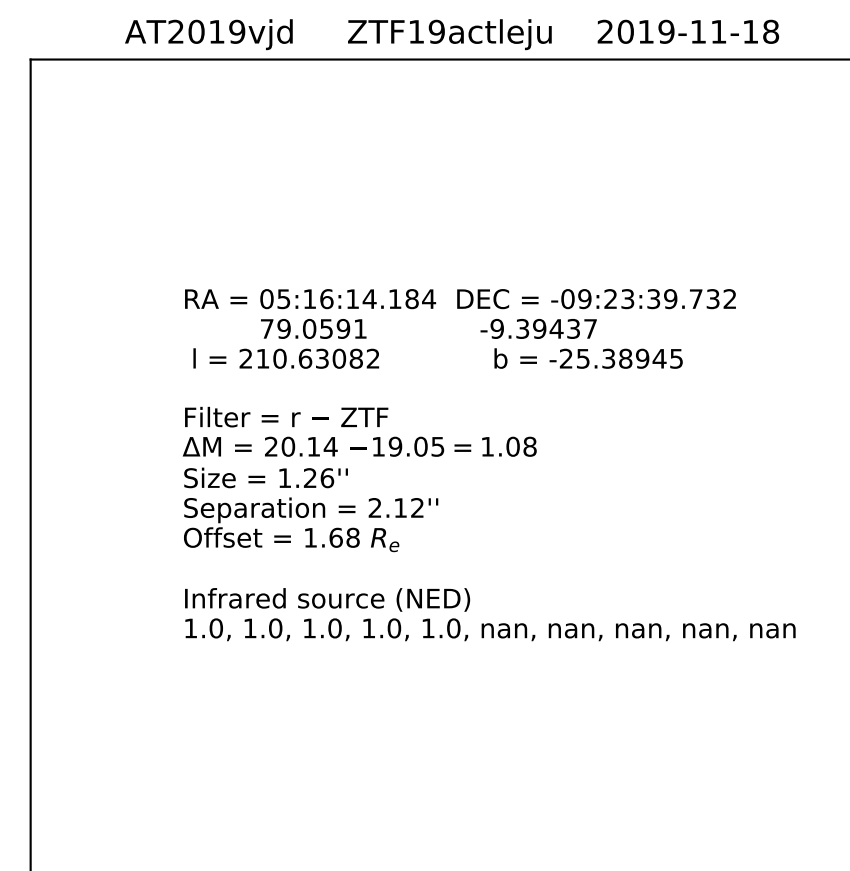 AT2019vjd ZTF19actleju 2019-11-18
RA = 05:16:14.184 DEC = -09:23:39.732
79.0591 -9.39437
l = 210.63082 b = -25.38945
Filter = r − ZTF
ΔM = 20.14 −19.05 = 1.08
Size = 1.26''
Separation = 2.12''
Offset = 1.68 Rₑ
Infrared source (NED)
1.0, 1.0, 1.0, 1.0, 1.0, nan, nan, nan, nan, nan